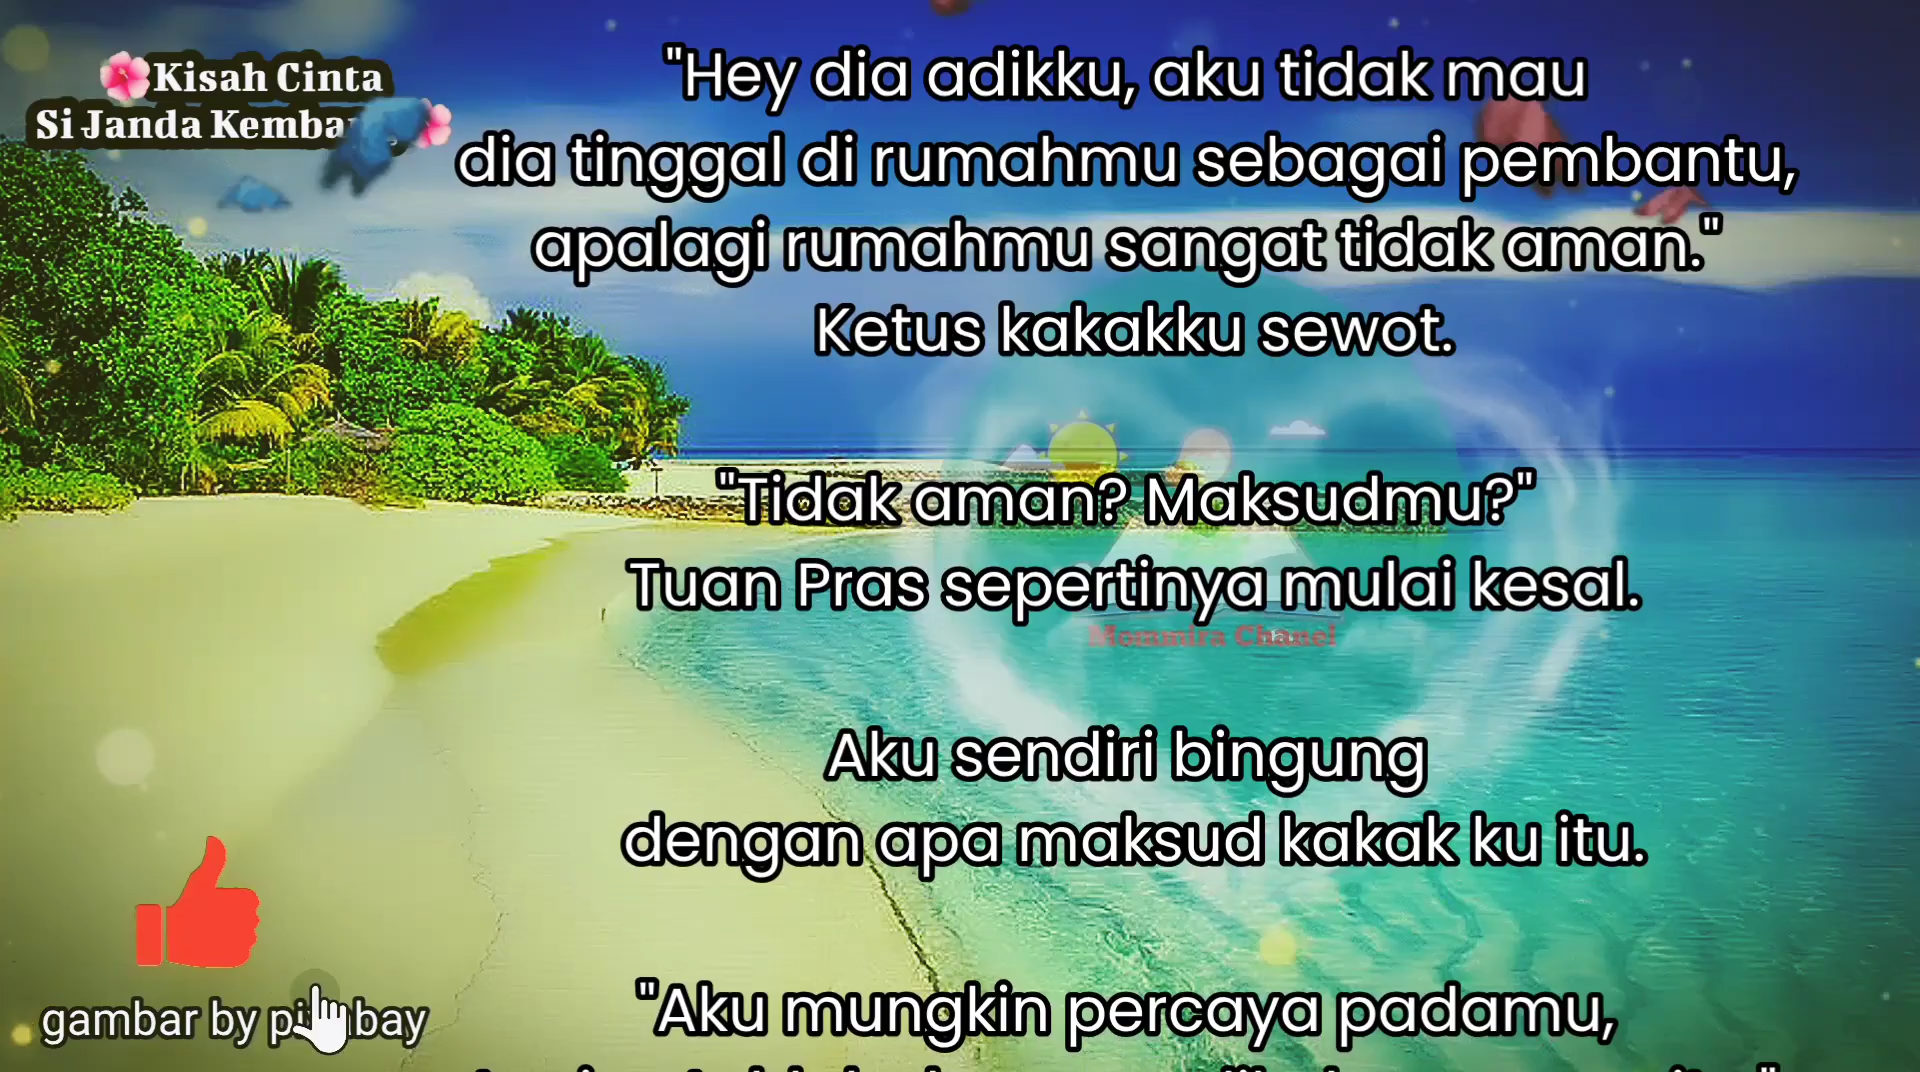 Kisah Cinta
Si Janda
"Hey dia adikku, aku tidak mau
dia tinggal di rumahmu sebagai pembantu,
apalagi rumahmu sangat tidak aman."
Ketus kakakku sewot.
"Tidak aman? Maksudmu?"
Tuan Pras sepertinya mulai kesal.
Mommira Chanel
Aku sendiri bingung
dengan apa maksud kakak ku itu.
"Aku mungkin percaya padamu,
gambar by